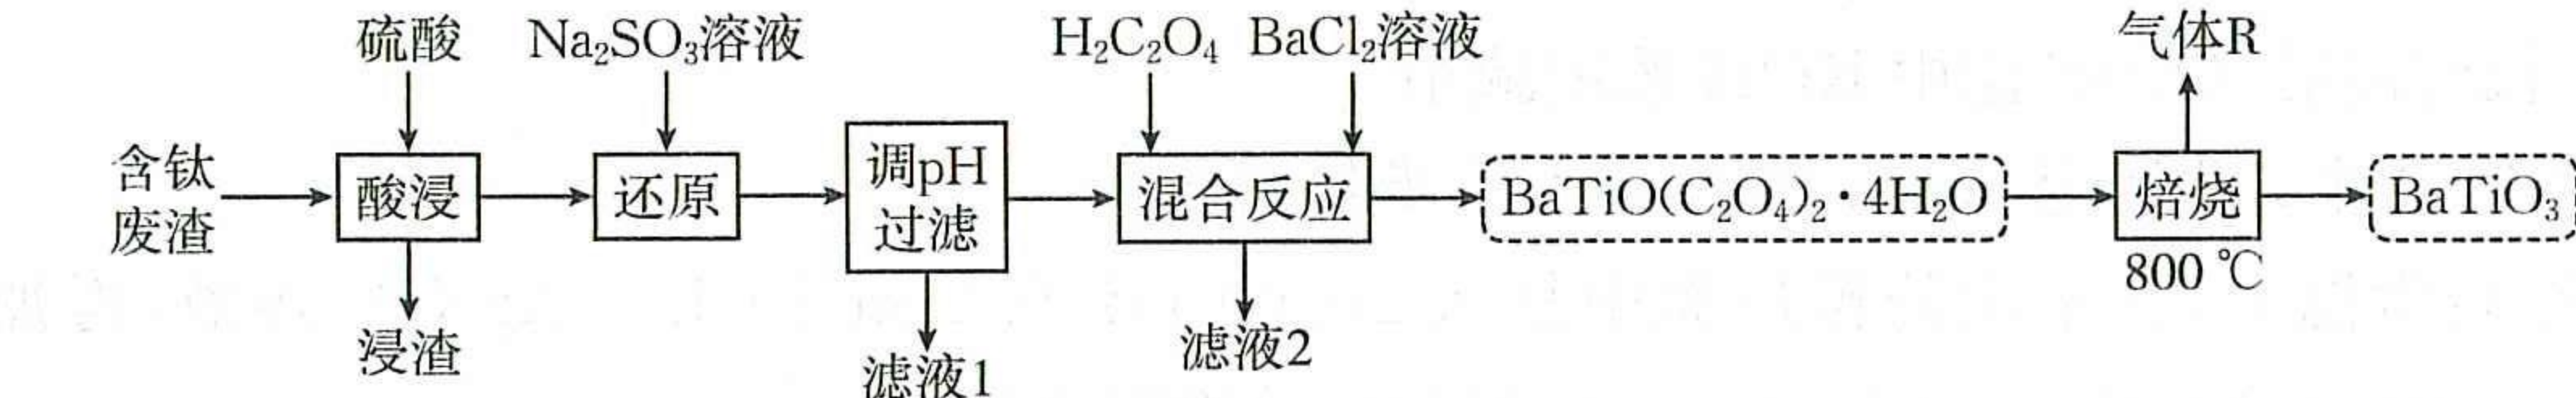 硫酸
Na₂SO₃溶液
H₂C₂O₄
BaCl₂溶液
气体R
含钛
废渣
酸浸
还原
调pH
过滤
混合反应
BaTiO(C₂O₄)₂·4H₂O
焙烧
BaTiO₃
800 ℃
浸渣
滤液1
滤液2